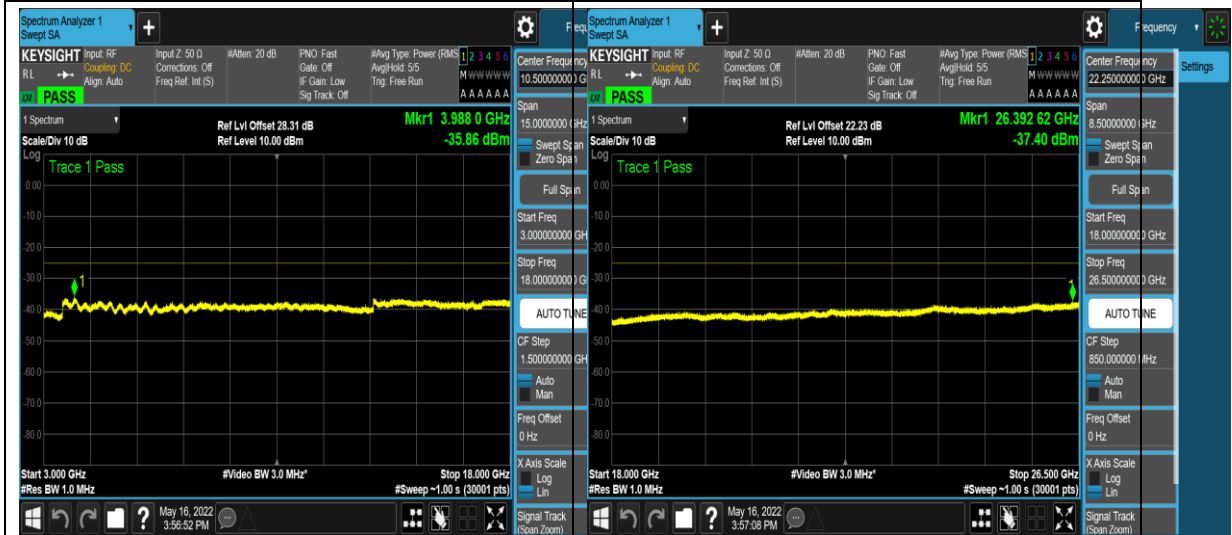 Spectrum Analyzer 1
Swept SA
+
Frequ
KEYSIGHT
Input: RF
Coupling: DC
Align: Auto
Input Z: 50 Ω
Corrections: Off
Freq Ref: Int (S)
#Atten: 20 dB
PNO: Fast
Gate: Off
IF Gain: Low
Sig Track: Off
#Avg Type: Power (RMS
Avg|Hold: 5/5
Trig: Free Run
1 2 3 4 5 6
M W W W W W
A A A A A A
RL
PASS
Center Frequency
10.50000000 G
Span
15.0000000 GHz
Swept Span
Zero Span
Full Span
Start Freq
3.000000000 GH
Stop Freq
18.00000000 G
AUTO TUNE
CF Step
1.500000000 GH
Auto
Man
Freq Offset
0 Hz
X Axis Scale
Log
Lin
Signal Track
(Span Zoom)
1 Spectrum
Scale/Div 10 dB
Ref Lvl Offset 28.31 dB
Ref Level 10.00 dBm
Mkr1 3.988 0 GHz
-35.86 dBm
Log
Trace 1 Pass
0.00
-10.0
-20.0
-30.0
-40.0
-50.0
-60.0
-70.0
-80.0
1
Start 3.000 GHz
#Res BW 1.0 MHz
#Video BW 3.0 MHz*
Stop 18.000 GHz
#Sweep ~1.00 s (30001 pts)
?
May 16, 2022
3:56:52 PM
Spectrum Analyzer 1
Swept SA
+
Frequency
Settings
KEYSIGHT
Input: RF
Coupling: DC
Align: Auto
Input Z: 50 Ω
Corrections: Off
Freq Ref: Int (S)
#Atten: 20 dB
PNO: Fast
Gate: Off
IF Gain: Low
Sig Track: Off
#Avg Type: Power (RMS
Avg|Hold: 5/5
Trig: Free Run
1 2 3 4 5 6
M W W W W W
A A A A A A
RL
PASS
Center Frequency
22.250000000 GHz
Span
8.50000000 GHz
Swept Span
Zero Span
Full Span
Start Freq
18.000000000 GHz
Stop Freq
26.500000000 GHz
AUTO TUNE
CF Step
850.000000 MHz
Auto
Man
Freq Offset
0 Hz
X Axis Scale
Log
Lin
Signal Track
(Span Zoom)
1 Spectrum
Scale/Div 10 dB
Ref Lvl Offset 22.23 dB
Ref Level 10.00 dBm
Mkr1 26.392 62 GHz
-37.40 dBm
Log
Trace 1 Pass
0.00
-10.0
-20.0
-30.0
-40.0
-50.0
-60.0
-70.0
-80.0
Start 18.000 GHz
#Res BW 1.0 MHz
#Video BW 3.0 MHz*
Stop 26.500 GHz
#Sweep ~1.00 s (30001 pts)
?
May 16, 2022
3:57:08 PM